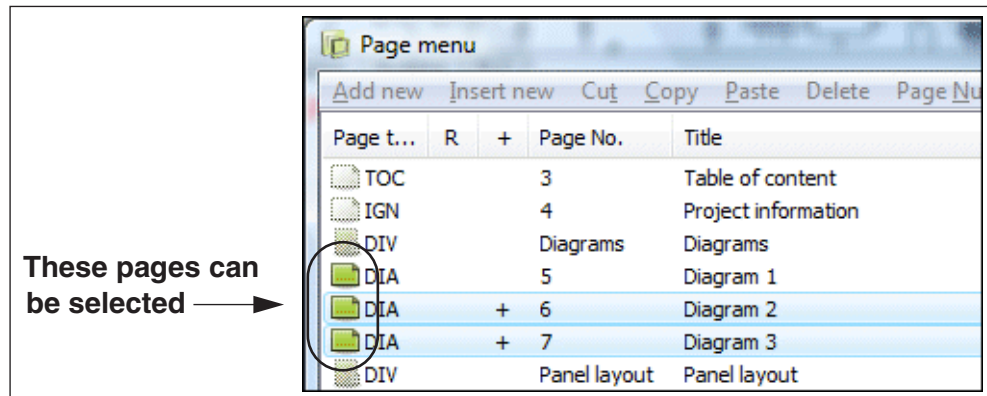 Page menu
Add new Insert new Cut Copy Paste Delete Page Nu
Page t... R + Page No. Title
TOC 3 Table of content
IGN 4 Project information
DIV Diagrams Diagrams
DIA 5 Diagram 1
DIA + 6 Diagram 2
DIA + 7 Diagram 3
DIV Panel layout Panel layout
These pages can
be selected